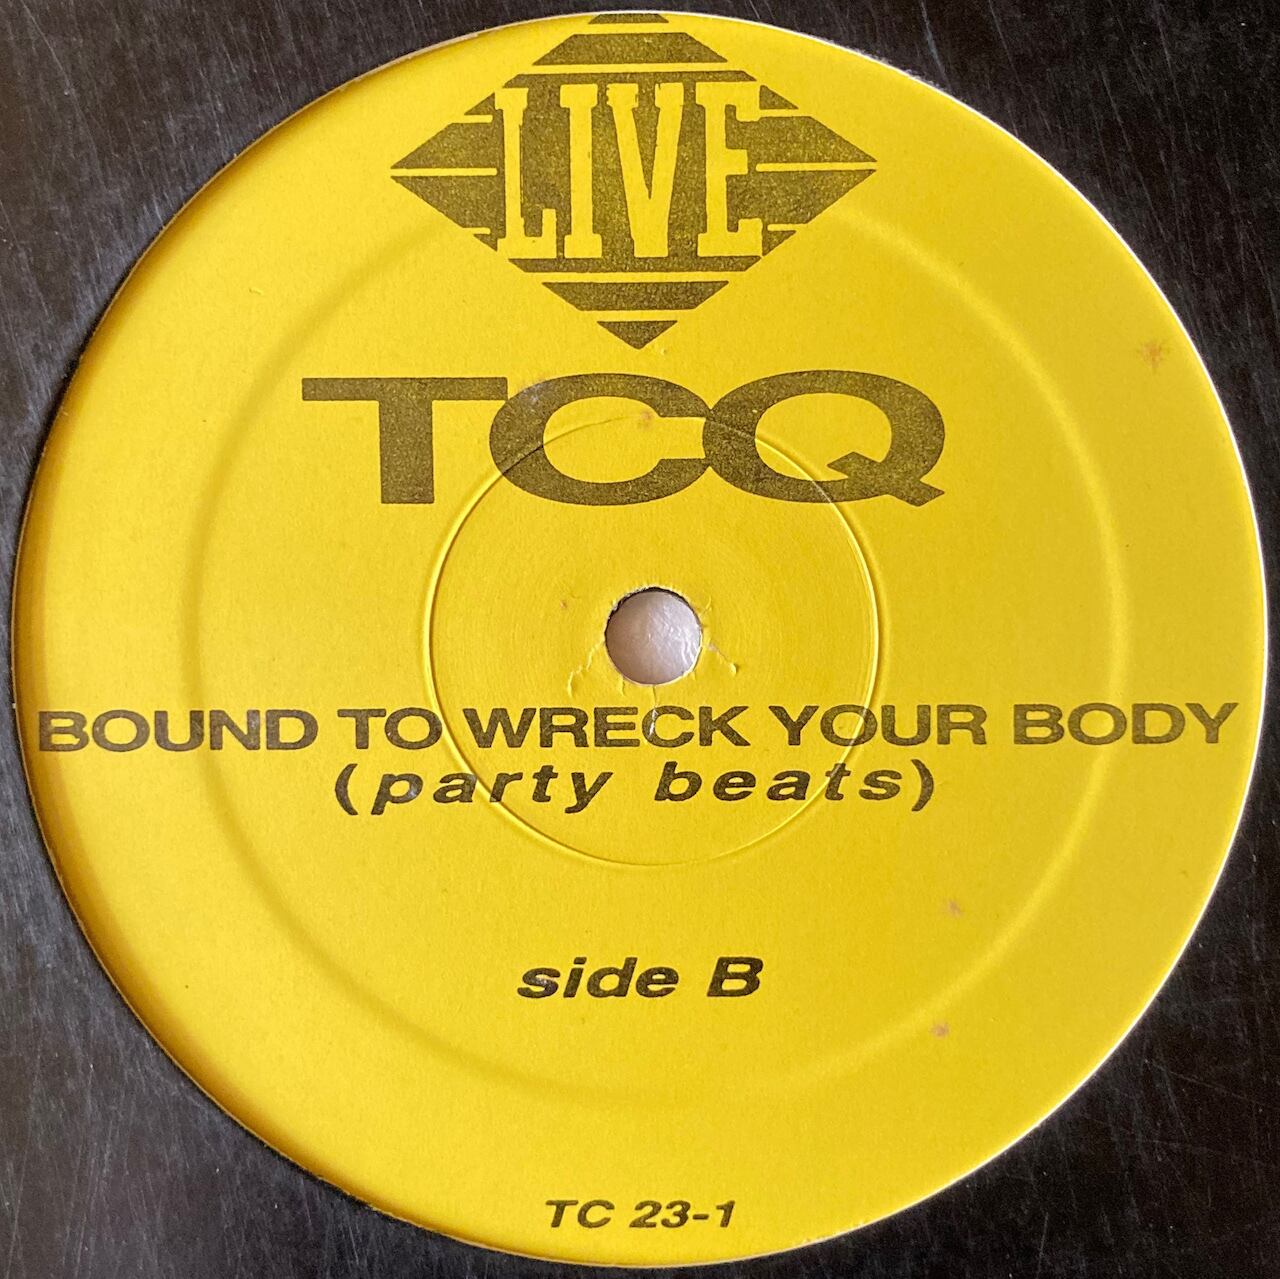 LIVE
TCQ
BOUND TO WRECK YOUR BODY
(party beats)
side B
TC 23-1